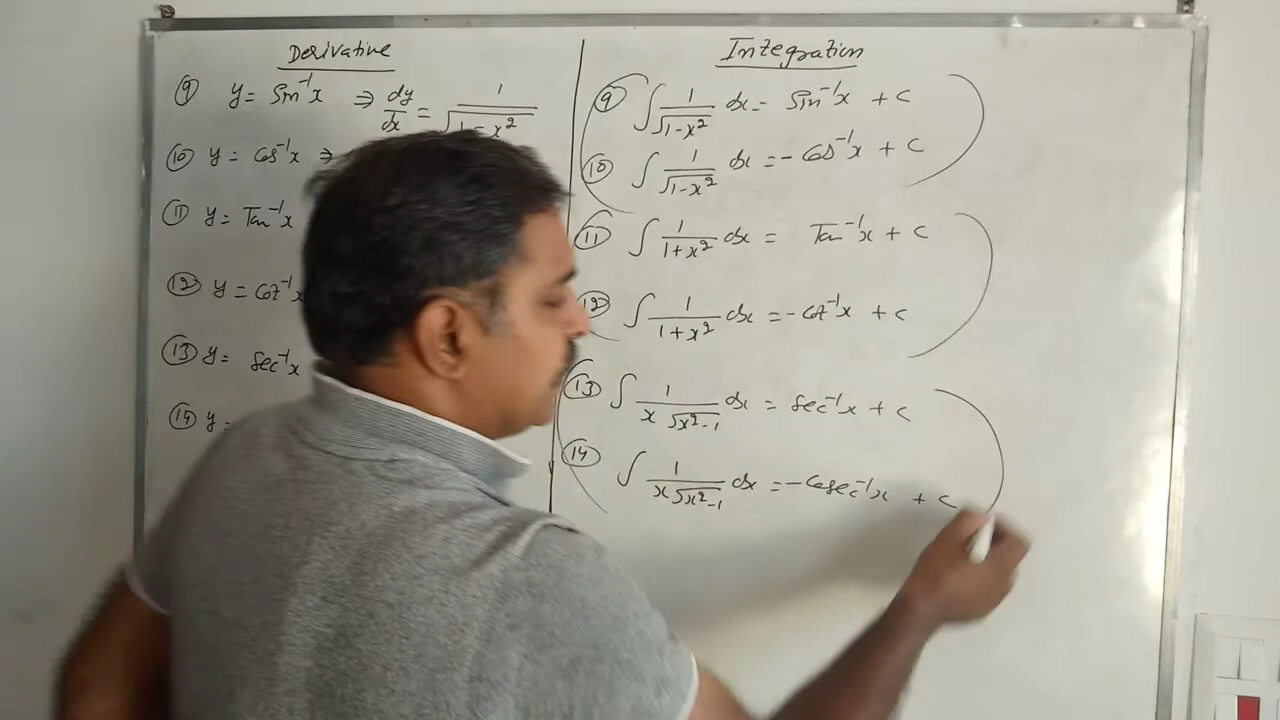 Derivative
⑨ y = Sin⁻¹x ⇒ dy/dx = 1/√(1-x²)
⑩ y = Cos⁻¹x ⇒
⑪ y = Tan⁻¹x
⑫ y = Cot⁻¹x
⑬ y = Sec⁻¹x
⑭ y =
Integration
⑨ ∫ 1/√(1-x²) dx = Sin⁻¹x + C
⑩ ∫ 1/√(1-x²) dx = -Cos⁻¹x + C
⑪ ∫ 1/(1+x²) dx = Tan⁻¹x + C
⑫ ∫ 1/(1+x²) dx = -Cot⁻¹x + C
⑬ ∫ 1/(x√(x²-1)) dx = Sec⁻¹x + C
⑭ ∫ 1/(x√(x²-1)) dx = -Cosec⁻¹x + C